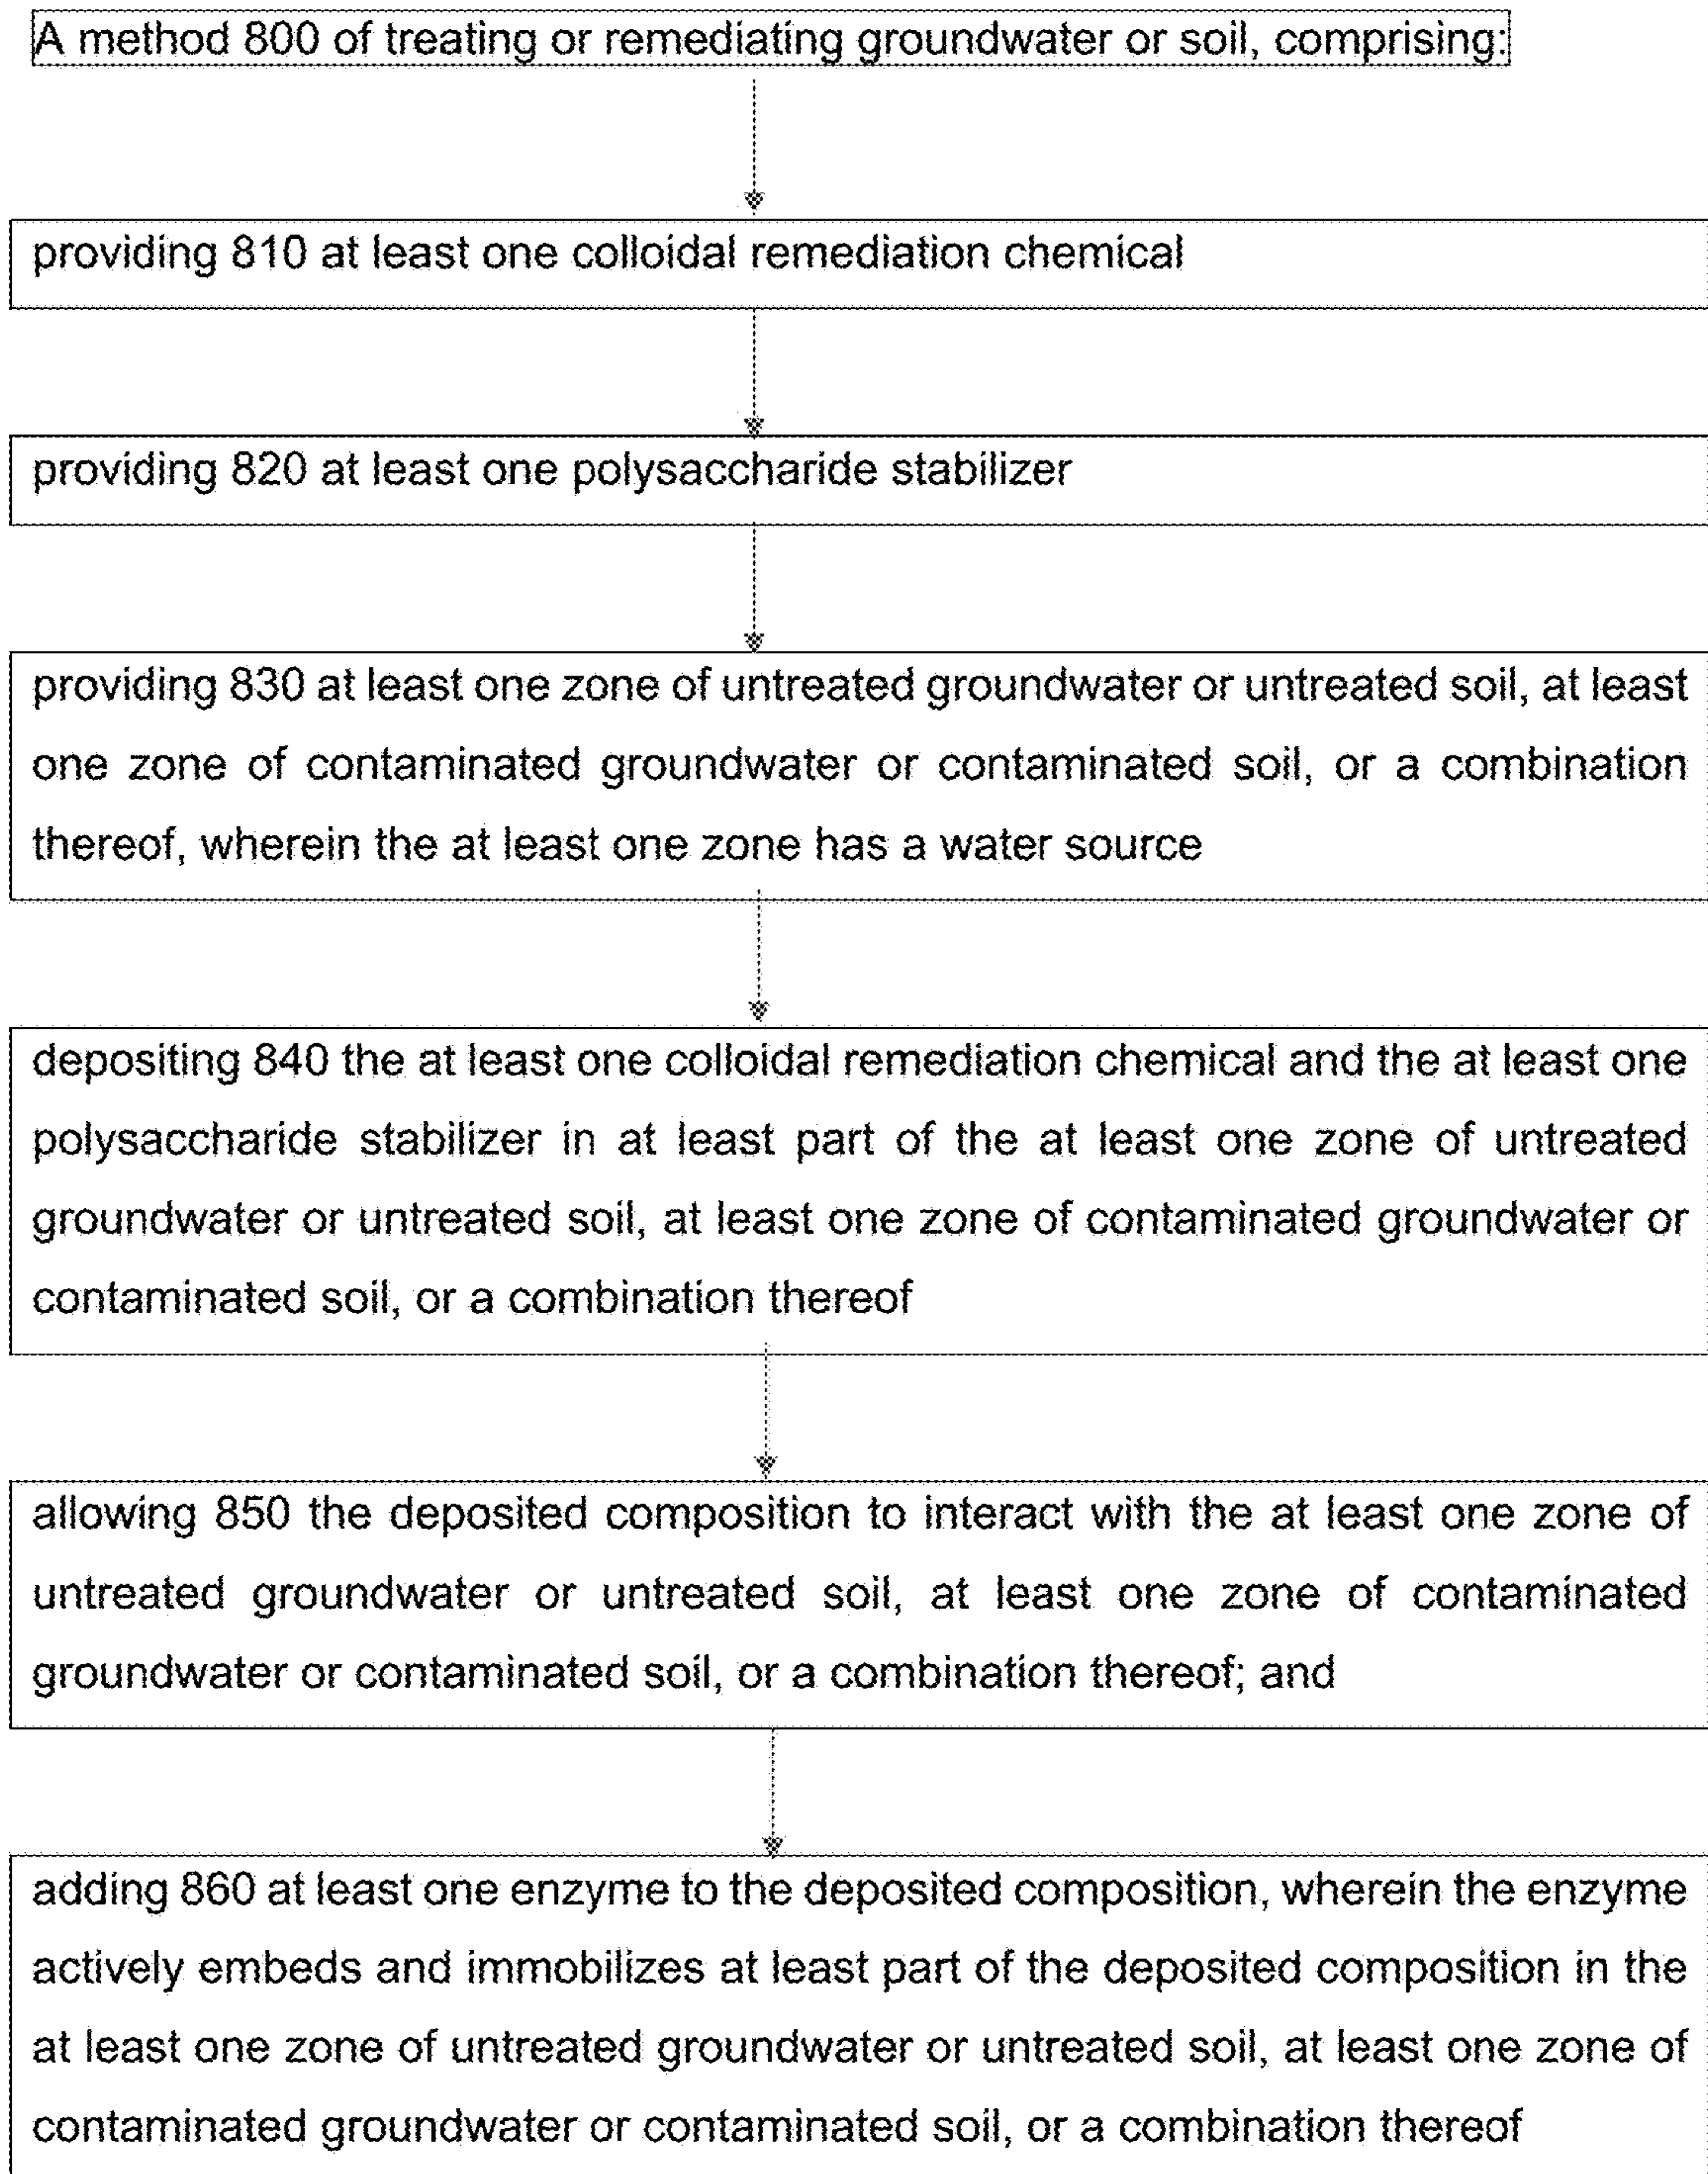 A method 800 of treating or remediating groundwater or soil, comprising:
providing 810 at least one colloidal remediation chemical
providing 820 at least one polysaccharide stabilizer
providing 830 at least one zone of untreated groundwater or untreated soil, at least
one zone of contaminated groundwater or contaminated soil, or a combination
thereof, wherein the at least one zone has a water source
depositing 840 the at least one colloidal remediation chemical and the at least one
polysaccharide stabilizer in at least part of the at least one zone of untreated
groundwater or untreated soil, at least one zone of contaminated groundwater or
contaminated soil, or a combination thereof
allowing 850 the deposited composition to interact with the at least one zone of
untreated groundwater or untreated soil, at least one zone of contaminated
groundwater or contaminated soil, or a combination thereof; and
adding 860 at least one enzyme to the deposited composition, wherein the enzyme
actively embeds and immobilizes at least part of the deposited composition in the
at least one zone of untreated groundwater or untreated soil, at least one zone of
contaminated groundwater or contaminated soil, or a combination thereof